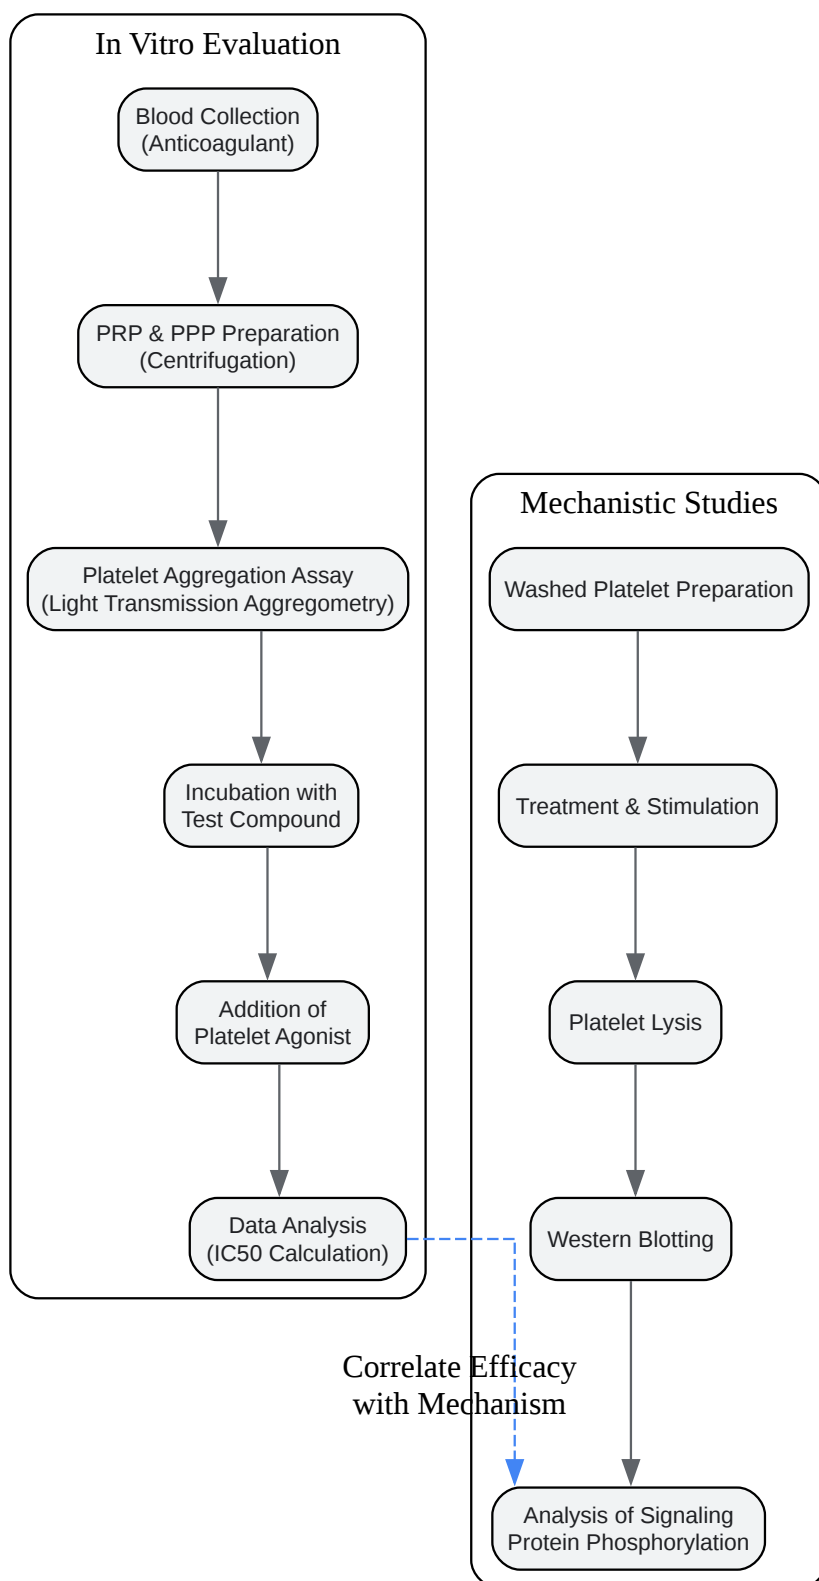 In Vitro Evaluation
Blood Collection
(Anticoagulant)
PRP & PPP Preparation
(Centrifugation)
Platelet Aggregation Assay
(Light Transmission Aggregometry)
Incubation with
Test Compound
Addition of
Platelet Agonist
Data Analysis
(IC50 Calculation)
Correlate Efficacy
with Mechanism
Mechanistic Studies
Washed Platelet Preparation
Treatment & Stimulation
Platelet Lysis
Western Blotting
Analysis of Signaling
Protein Phosphorylation